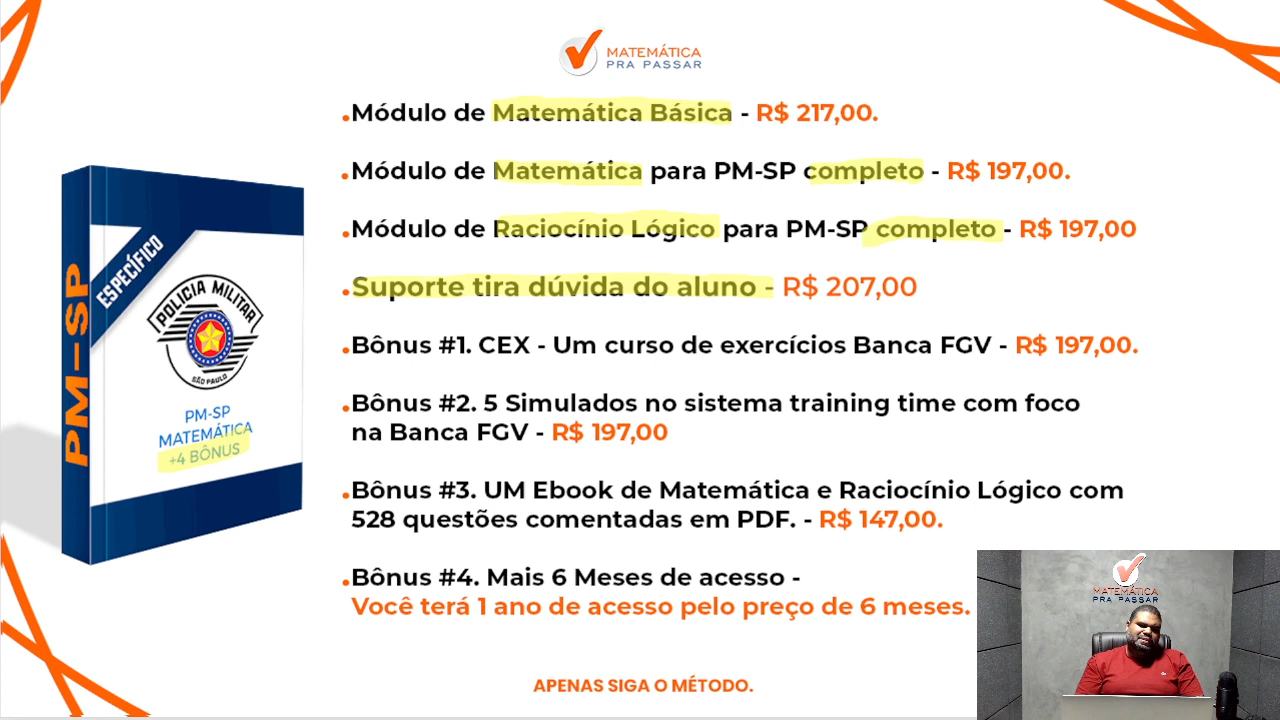 MATEMÁTICA
PRA PASSAR
Módulo de Matemática Básica - R$ 217,00.
Módulo de Matemática para PM-SP completo - R$ 197,00.
Módulo de Raciocínio Lógico para PM-SP completo - R$ 197,00
Suporte tira dúvida do aluno - R$ 207,00
Bônus #1. CEX - Um curso de exercícios Banca FGV - R$ 197,00.
Bônus #2. 5 Simulados no sistema training time com foco
na Banca FGV - R$ 197,00
Bônus #3. UM Ebook de Matemática e Raciocínio Lógico com
528 questões comentadas em PDF. - R$ 147,00.
Bônus #4. Mais 6 Meses de acesso -
Você terá 1 ano de acesso pelo preço de 6 meses.
APENAS SIGA O MÉTODO.
PM-SP
ESPECÍFICO
POLICIA MILITAR
SÃO PAULO
PM-SP
MATEMÁTICA
+4 BÔNUS
MATEMÁTICA
PRA PASSAR